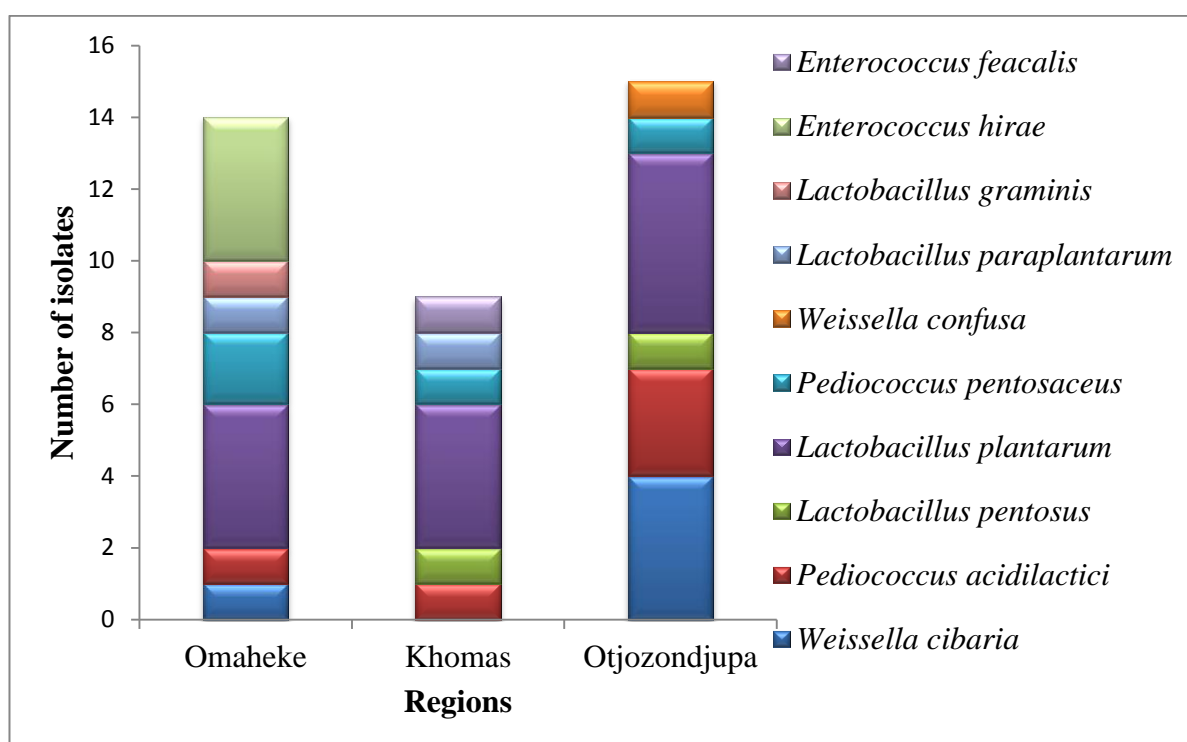 Number of isolates
16
14
12
10
8
6
4
2
0
Omaheke
Khomas
Otjozondjupa
Regions
Enterococcus feacalis
Enterococcus hirae
Lactobacillus graminis
Lactobacillus paraplantarum
Weissella confusa
Pediococcus pentosaceus
Lactobacillus plantarum
Lactobacillus pentosus
Pediococcus acidilactici
Weissella cibaria